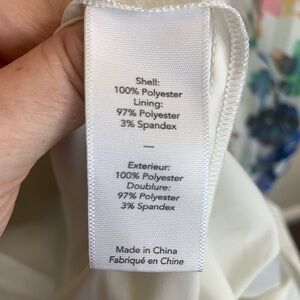 Shell:
100% Polyester
Lining:
97% Polyester
3% Spandex
—
Exterieur:
100% Polyester
Doublure:
97% Polyester
3% Spandex
Made in China
Fabriqué en Chine